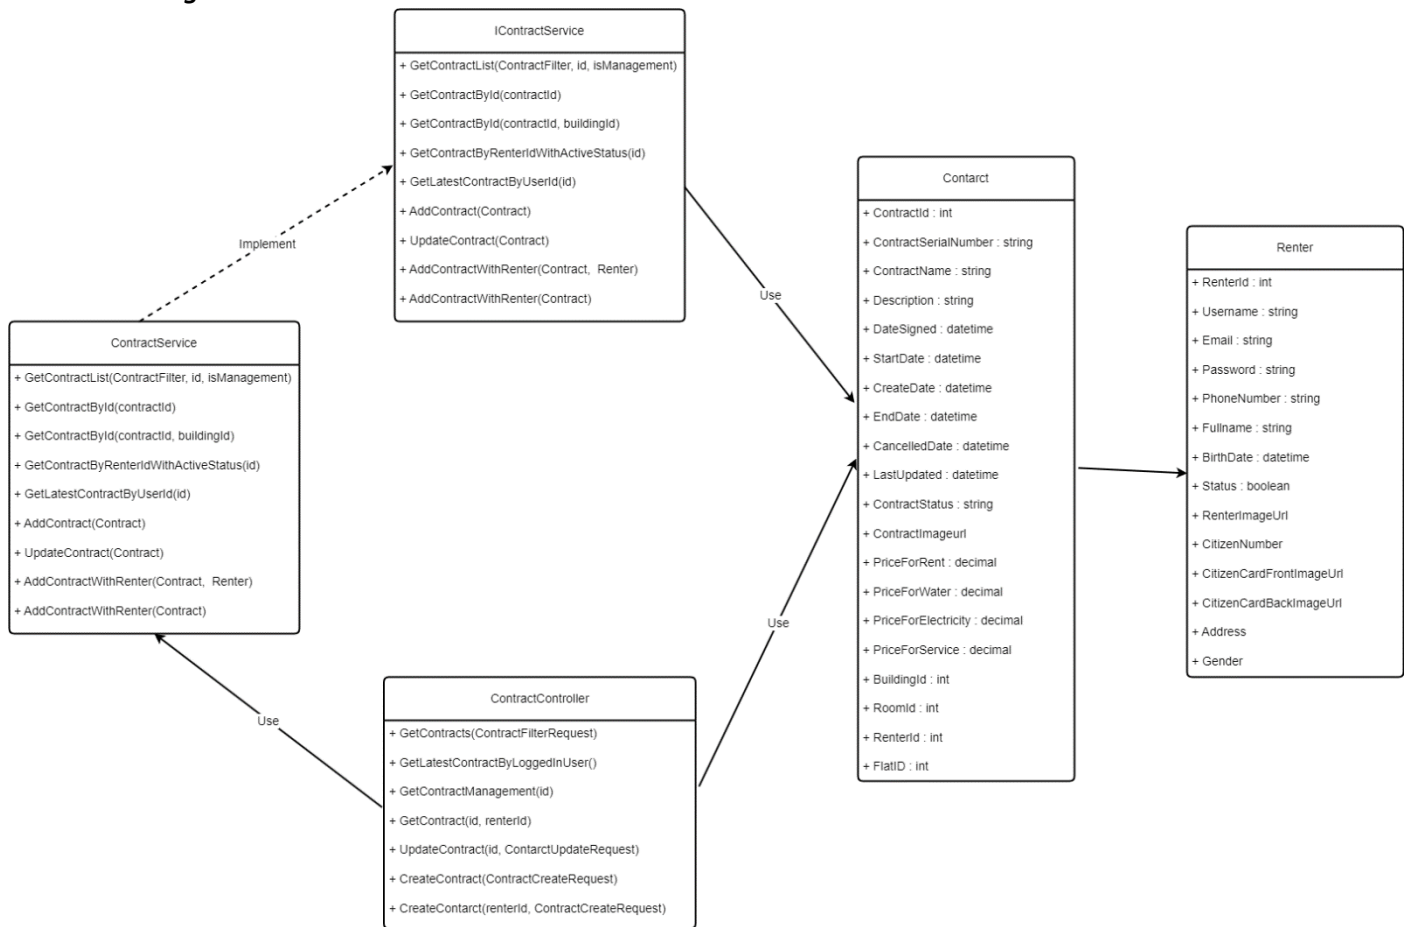 IContractService
+ GetContractList(ContractFilter, id, isManagement)
+ GetContractById(contractId)
+ GetContractById(contractId, buildingId)
+ GetContractByRenterIdWithActiveStatus(id)
+ GetLatestContractByUserId(id)
+ AddContract(Contract)
+ UpdateContract(Contract)
+ AddContractWithRenter(Contract,  Renter)
+ AddContractWithRenter(Contract)
Implement
Use
ContractService
+ GetContractList(ContractFilter, id, isManagement)
+ GetContractById(contractId)
+ GetContractById(contractId, buildingId)
+ GetContractByRenterIdWithActiveStatus(id)
+ GetLatestContractByUserId(id)
+ AddContract(Contract)
+ UpdateContract(Contract)
+ AddContractWithRenter(Contract,  Renter)
+ AddContractWithRenter(Contract)
Use
ContractController
+ GetContracts(ContractFilterRequest)
+ GetLatestContractByLoggedInUser()
+ GetContractManagement(id)
+ GetContract(id, renterId)
+ UpdateContract(id, ContarctUpdateRequest)
+ CreateContract(ContractCreateRequest)
+ CreateContarct(renterId, ContractCreateRequest)
Use
Contarct
+ ContractId : int
+ ContractSerialNumber : string
+ ContractName : string
+ Description : string
+ DateSigned : datetime
+ StartDate : datetime
+ CreateDate : datetime
+ EndDate : datetime
+ CancelledDate : datetime
+ LastUpdated : datetime
+ ContractStatus : string
+ ContractImageurl
+ PriceForRent : decimal
+ PriceForWater : decimal
+ PriceForElectricity : decimal
+ PriceForService : decimal
+ BuildingId : int
+ RoomId : int
+ RenterId : int
+ FlatID : int
Renter
+ RenterId : int
+ Username : string
+ Email : string
+ Password : string
+ PhoneNumber : string
+ Fullname : string
+ BirthDate : datetime
+ Status : boolean
+ RenterImageUrl
+ CitizenNumber
+ CitizenCardFrontImageUrl
+ CitizenCardBackImageUrl
+ Address
+ Gender